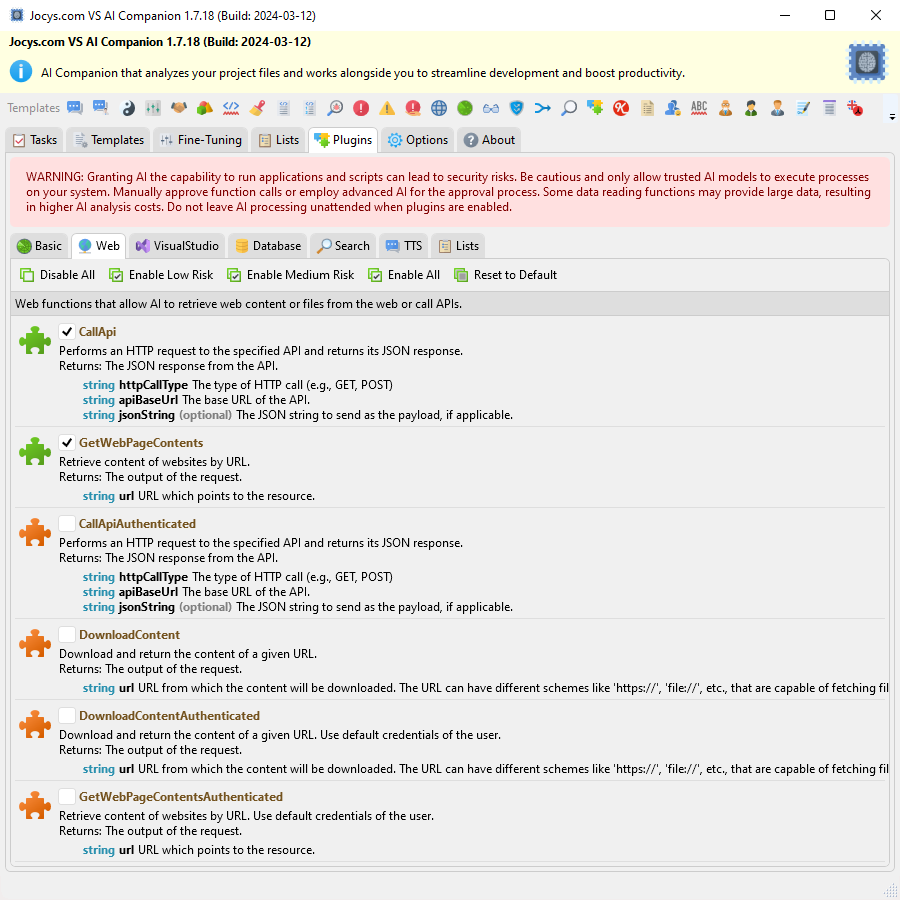 Jocys.com VS AI Companion 1.7.18 (Build: 2024-03-12)
Jocys.com VS AI Companion 1.7.18 (Build: 2024-03-12)
AI Companion that analyzes your project files and works alongside you to streamline development and boost productivity.
Templates
ABC
Tasks Templates Fine-Tuning Lists Plugins Options About
WARNING: Granting AI the capability to run applications and scripts can lead to security risks. Be cautious and only allow trusted AI models to execute processes
on your system. Manually approve function calls or employ advanced AI for the approval process. Some data reading functions may provide large data, resulting
in higher AI analysis costs. Do not leave AI processing unattended when plugins are enabled.
Basic Web VisualStudio Database Search TTS Lists
Disable All Enable Low Risk Enable Medium Risk Enable All Reset to Default
Web functions that allow AI to retrieve web content or files from the web or call APIs.
CallApi
Performs an HTTP request to the specified API and returns its JSON response.
Returns: The JSON response from the API.
string httpCallType The type of HTTP call (e.g., GET, POST)
string apiBaseUrl The base URL of the API.
string jsonString (optional) The JSON string to send as the payload, if applicable.
GetWebPageContents
Retrieve content of websites by URL.
Returns: The output of the request.
string url URL which points to the resource.
CallApiAuthenticated
Performs an HTTP request to the specified API and returns its JSON response.
Returns: The JSON response from the API.
string httpCallType The type of HTTP call (e.g., GET, POST)
string apiBaseUrl The base URL of the API.
string jsonString (optional) The JSON string to send as the payload, if applicable.
DownloadContent
Download and return the content of a given URL.
Returns: The output of the request.
string url URL from which the content will be downloaded. The URL can have different schemes like 'https://', 'file://', etc., that are capable of fetching fil
DownloadContentAuthenticated
Download and return the content of a given URL. Use default credentials of the user.
Returns: The output of the request.
string url URL from which the content will be downloaded. The URL can have different schemes like 'https://', 'file://', etc., that are capable of fetching fil
GetWebPageContentsAuthenticated
Retrieve content of websites by URL. Use default credentials of the user.
Returns: The output of the request.
string url URL which points to the resource.